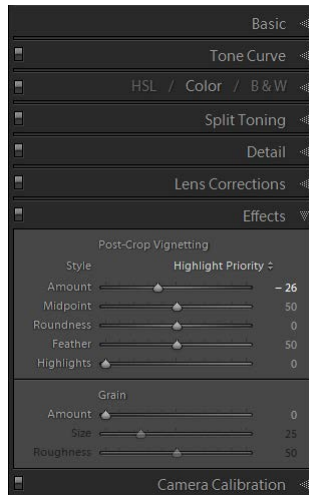 Basic
Tone Curve
HSL / Color / B & W
Split Toning
Detail
Lens Corrections
Effects
Post-Crop Vignetting
Style Highlight Priority
Amount – 26
Midpoint 50
Roundness 0
Feather 50
Highlights 0
Grain
Amount 0
Size 25
Roughness 50
Camera Calibration